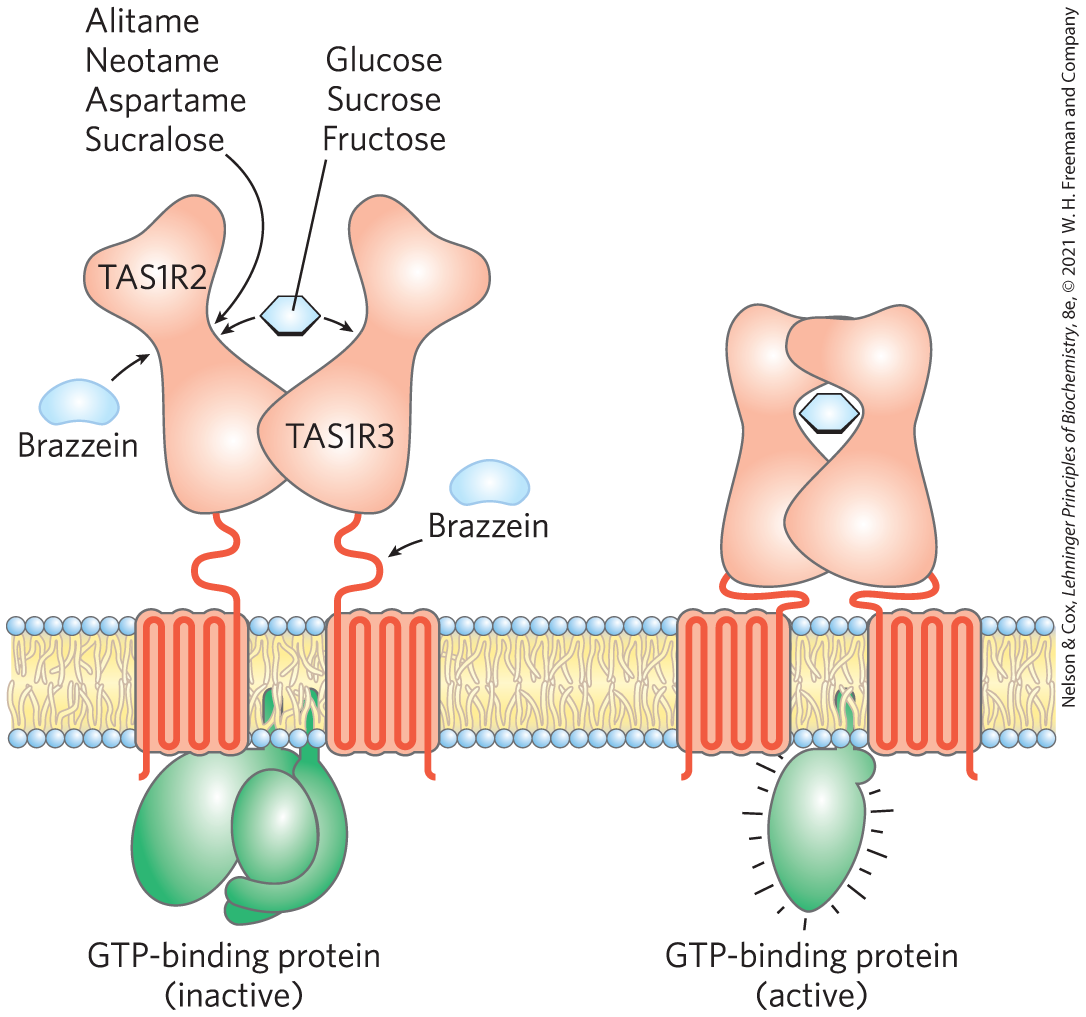 Alitame
Neotame
Aspartame
Sucralose
Glucose
Sucrose
Fructose
TAS1R2
TAS1R3
Brazzein
Brazzein
GTP-binding protein
(inactive)
GTP-binding protein
(active)
Nelson & Cox, Lehninger Principles of Biochemistry, 8e, © 2021 W. H. Freeman and Company